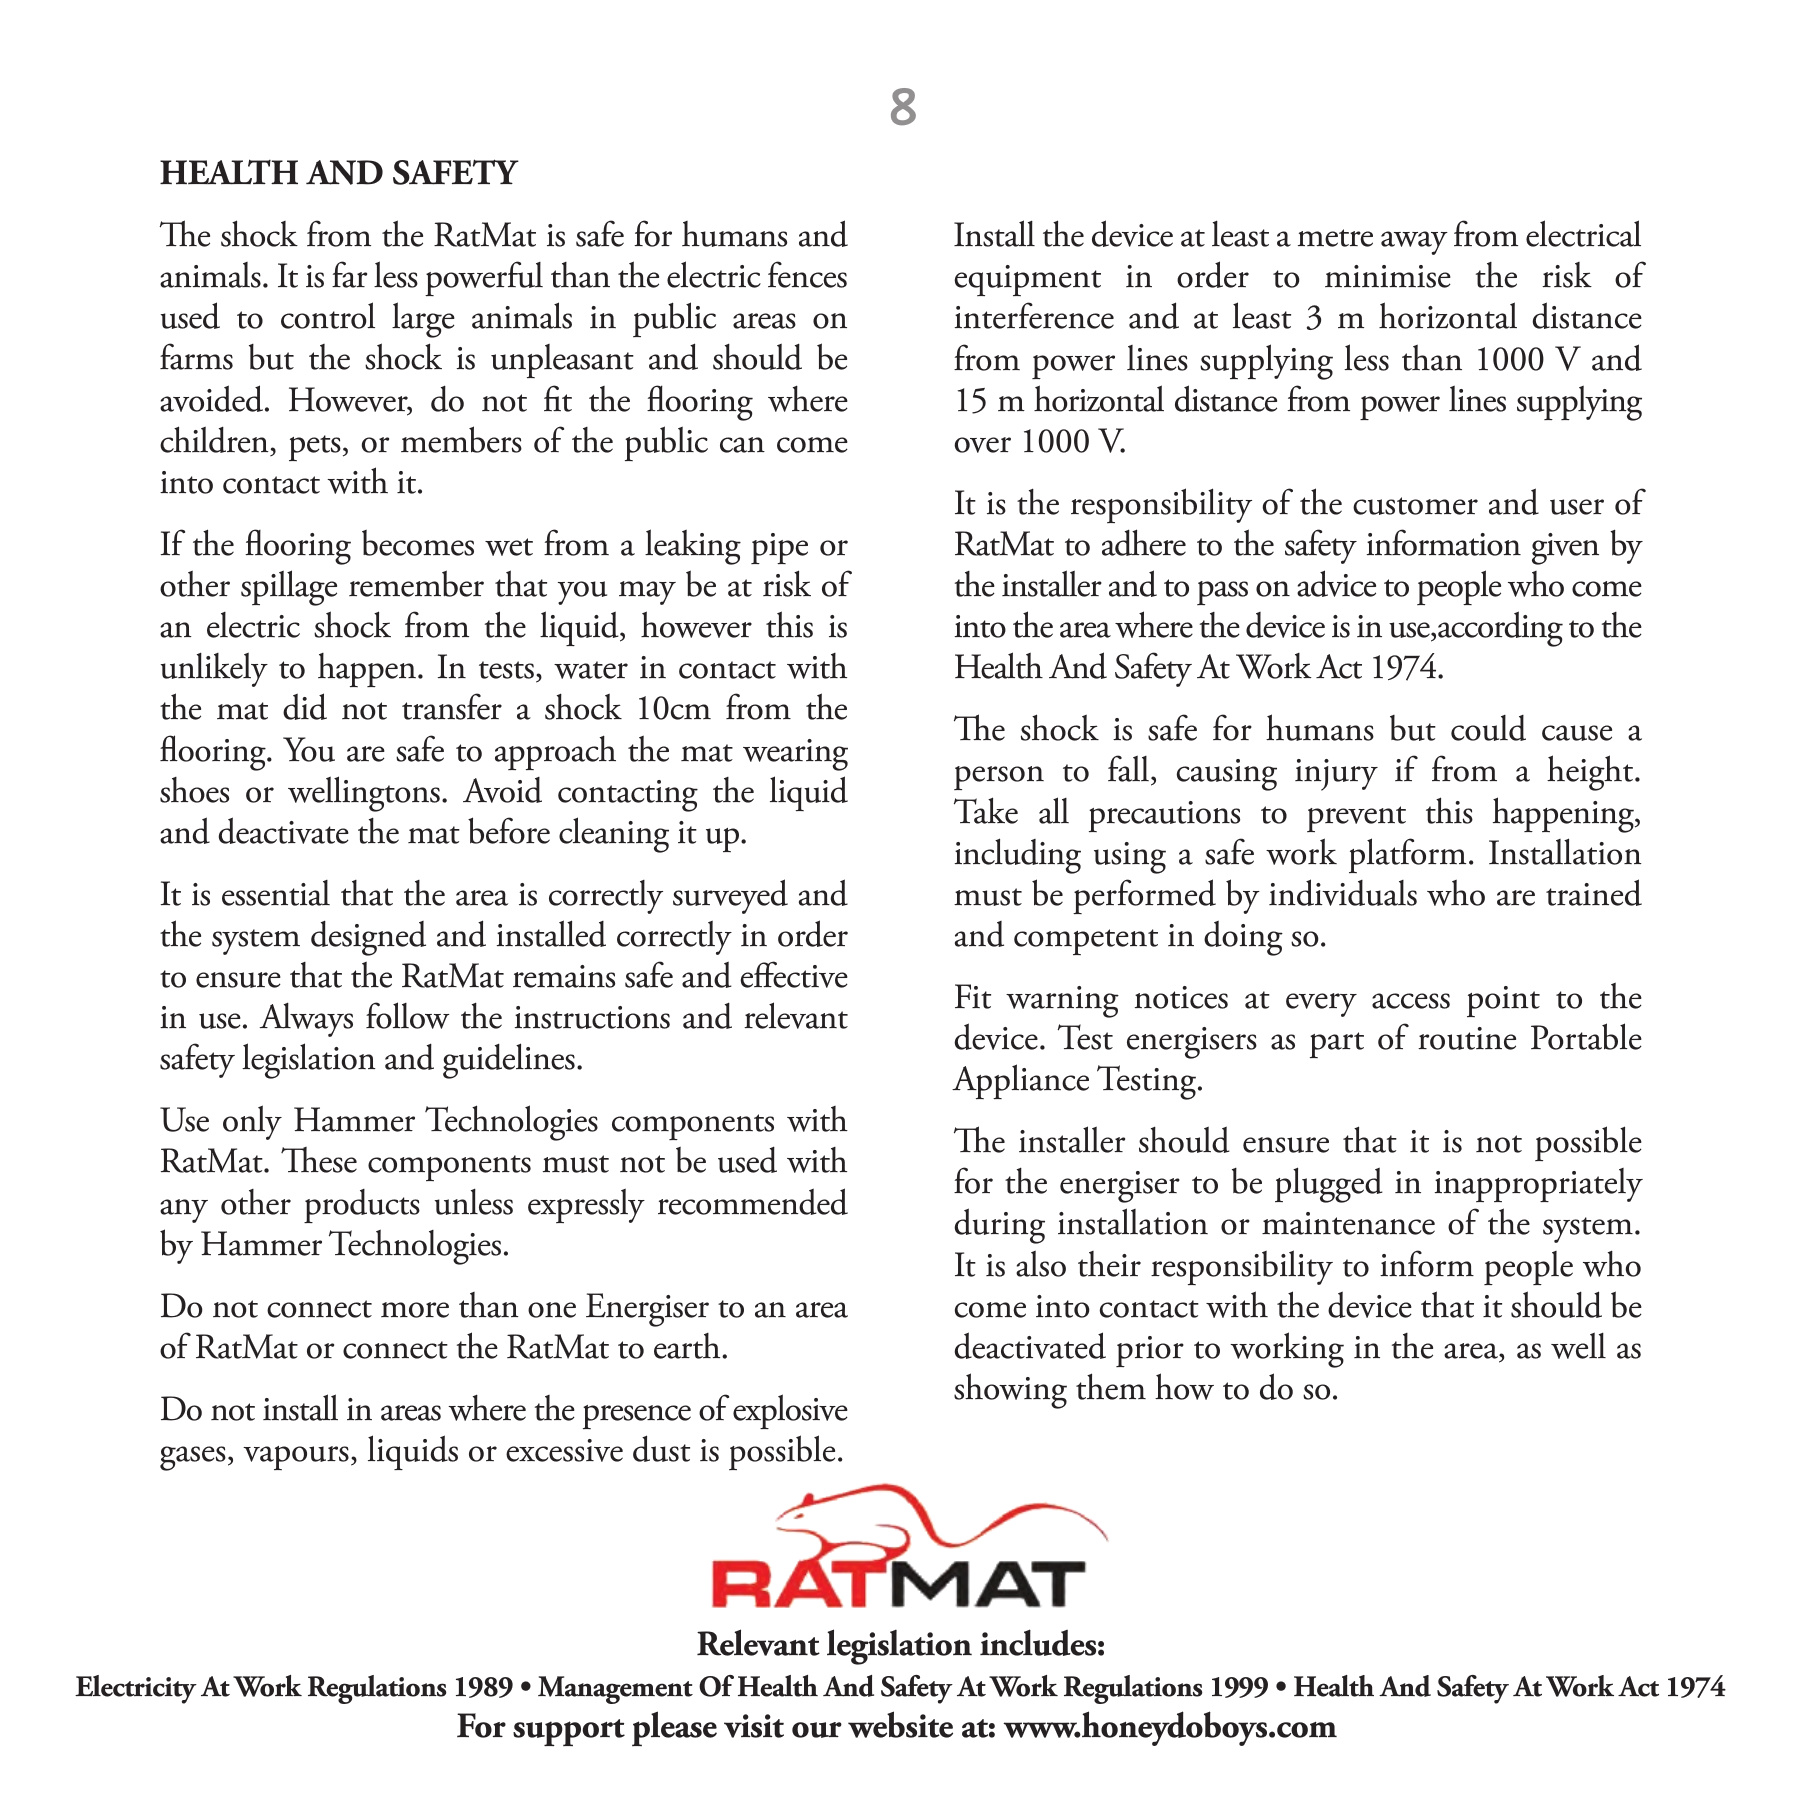 8
HEALTH AND SAFETY
The shock from the RatMat is safe for humans and
animals. It is far less powerful than the electric fences
used to control large animals in public areas on
farms but the shock is unpleasant and should be
avoided. However, do not fit the flooring where
children, pets, or members of the public can come
into contact with it.
If the flooring becomes wet from a leaking pipe or
other spillage remember that you may be at risk of
an electric shock from the liquid, however this is
unlikely to happen. In tests, water in contact with
the mat did not transfer a shock 10cm from the
flooring. You are safe to approach the mat wearing
shoes or wellingtons. Avoid contacting the liquid
and deactivate the mat before cleaning it up.
It is essential that the area is correctly surveyed and
the system designed and installed correctly in order
to ensure that the RatMat remains safe and effective
in use. Always follow the instructions and relevant
safety legislation and guidelines.
Use only Hammer Technologies components with
RatMat. These components must not be used with
any other products unless expressly recommended
by Hammer Technologies.
Do not connect more than one Energiser to an area
of RatMat or connect the RatMat to earth.
Do not install in areas where the presence of explosive
gases, vapours, liquids or excessive dust is possible.
Install the device at least a metre away from electrical
equipment in order to minimise the risk of
interference and at least 3 m horizontal distance
from power lines supplying less than 1000 V and
15 m horizontal distance from power lines supplying
over 1000 V.
It is the responsibility of the customer and user of
RatMat to adhere to the safety information given by
the installer and to pass on advice to people who come
into the area where the device is in use,according to the
Health And Safety At Work Act 1974.
The shock is safe for humans but could cause a
person to fall, causing injury if from a height.
Take all precautions to prevent this happening,
including using a safe work platform. Installation
must be performed by individuals who are trained
and competent in doing so.
Fit warning notices at every access point to the
device. Test energisers as part of routine Portable
Appliance Testing.
The installer should ensure that it is not possible
for the energiser to be plugged in inappropriately
during installation or maintenance of the system.
It is also their responsibility to inform people who
come into contact with the device that it should be
deactivated prior to working in the area, as well as
showing them how to do so.
RATMAT
Relevant legislation includes:
Electricity At Work Regulations 1989 • Management Of Health And Safety At Work Regulations 1999 • Health And Safety At Work Act 1974
For support please visit our website at: www.honeydoboys.com